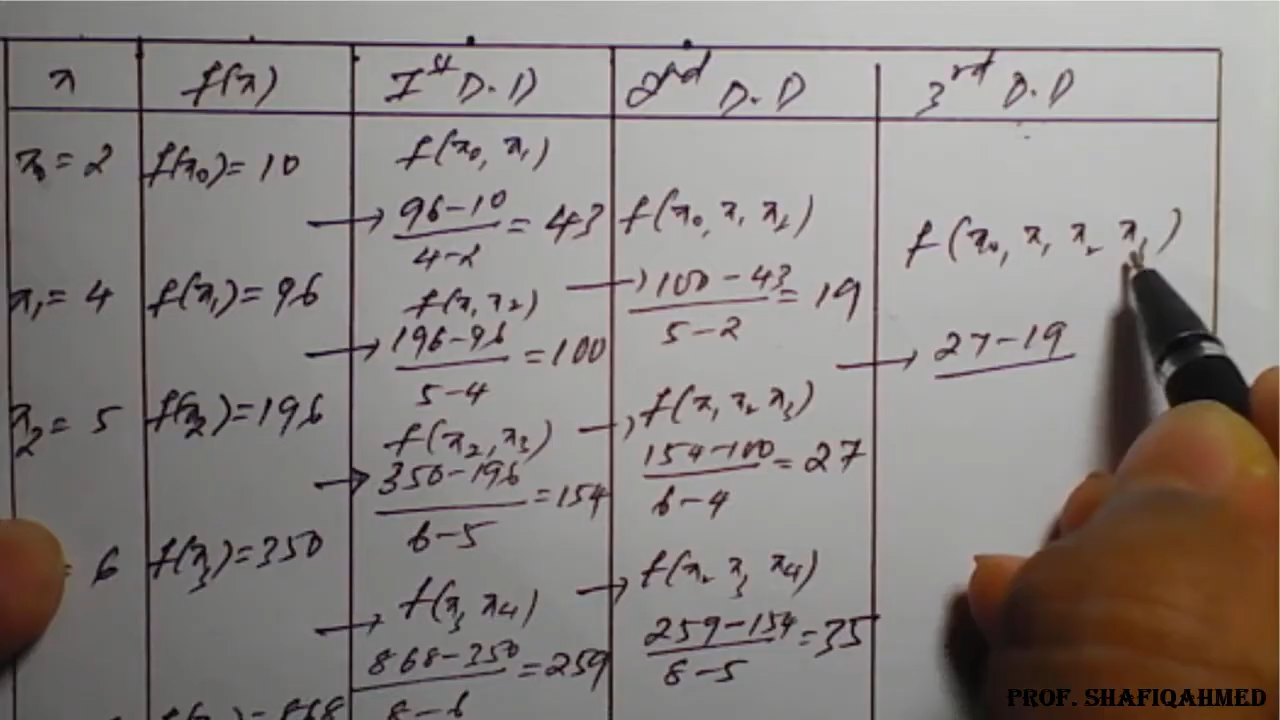 x f(x) 1st D.D 2nd D.D 3rd D.D
x0 = 2 f(x0) = 10 f(x0, x1)
96-10 / 4-2 = 43 f(x0, x1 x2) f(x0, x1 x2 x3)
x1 = 4 f(x1) = 96 f(x1 x2) 100-43 / 5-2 = 19
196-96 / 5-4 = 100 27-19
x2 = 5 f(x2) = 196 f(x2, x3) f(x1 x2 x3)
350-196 / 6-5 = 154 154-100 / 6-4 = 27
= 6 f(x3) = 350 f(x3 x4) f(x2 x3 x4)
868-350 / 8-6 = 259 259-154 / 8-5 = 35
= 868
PROF. SHAFIQAHMED